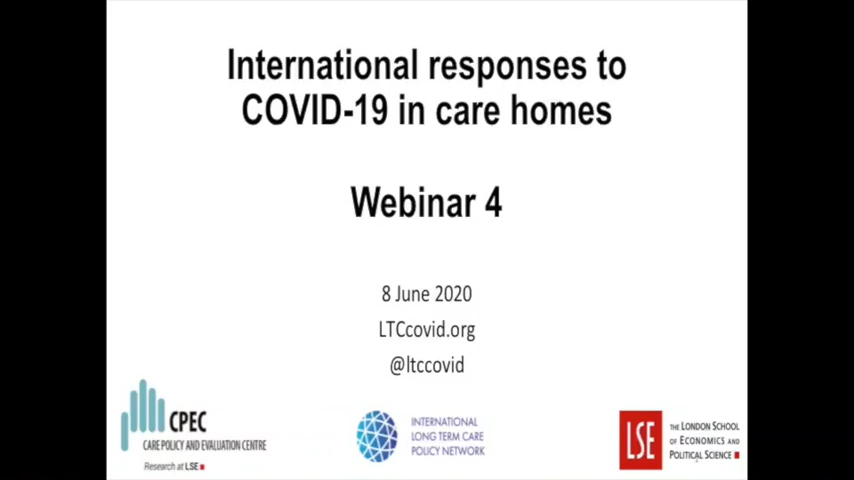 International responses to
COVID-19 in care homes
Webinar 4
8 June 2020
LTCcovid.org
@ltccovid
CPEC
CARE POLICY AND EVALUATION CENTRE
Research at LSE
INTERNATIONAL
LONG TERM CARE
POLICY NETWORK
LSE
THE LONDON SCHOOL
OF ECONOMICS AND
POLITICAL SCIENCE